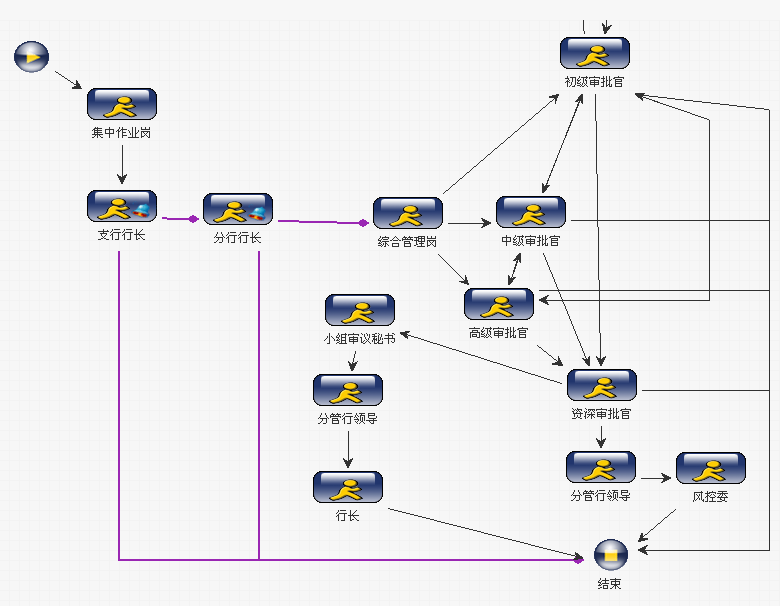 初级审批官
集中作业岗
支行行长
分行行长
综合管理岗
中级审批官
小组审议秘书
高级审批官
分管行领导
资深审批官
分管行领导
风控委
行长
结束